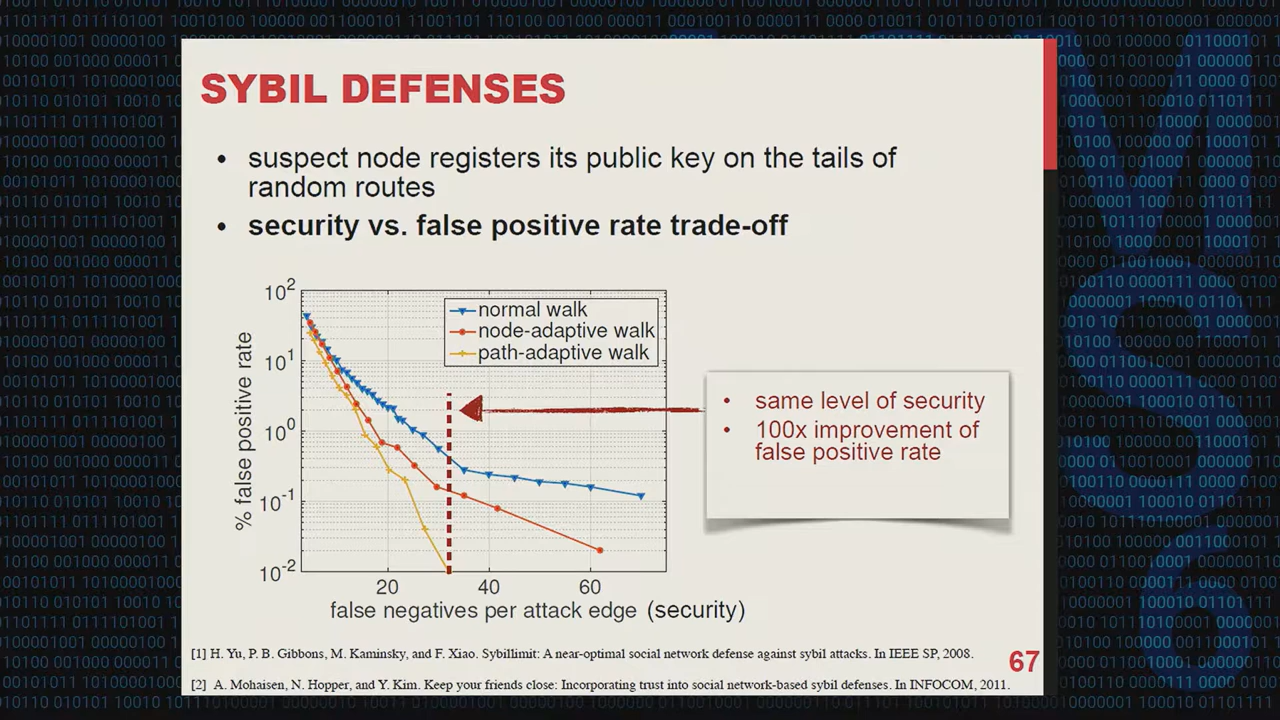 SYBIL DEFENSES
• suspect node registers its public key on the tails of
random routes
• security vs. false positive rate trade-off
10²
10¹
10⁰
10⁻¹
10⁻²
% false positive rate
normal walk
node-adaptive walk
path-adaptive walk
20 40 60
false negatives per attack edge (security)
• same level of security
• 100x improvement of
false positive rate
[1] H. Yu, P. B. Gibbons, M. Kaminsky, and F. Xiao. Sybillimit: A near-optimal social network defense against sybil attacks. In IEEE SP, 2008.
67
[2] A. Mohaisen, N. Hopper, and Y. Kim. Keep your friends close: Incorporating trust into social network-based sybil defenses. In INFOCOM, 2011.